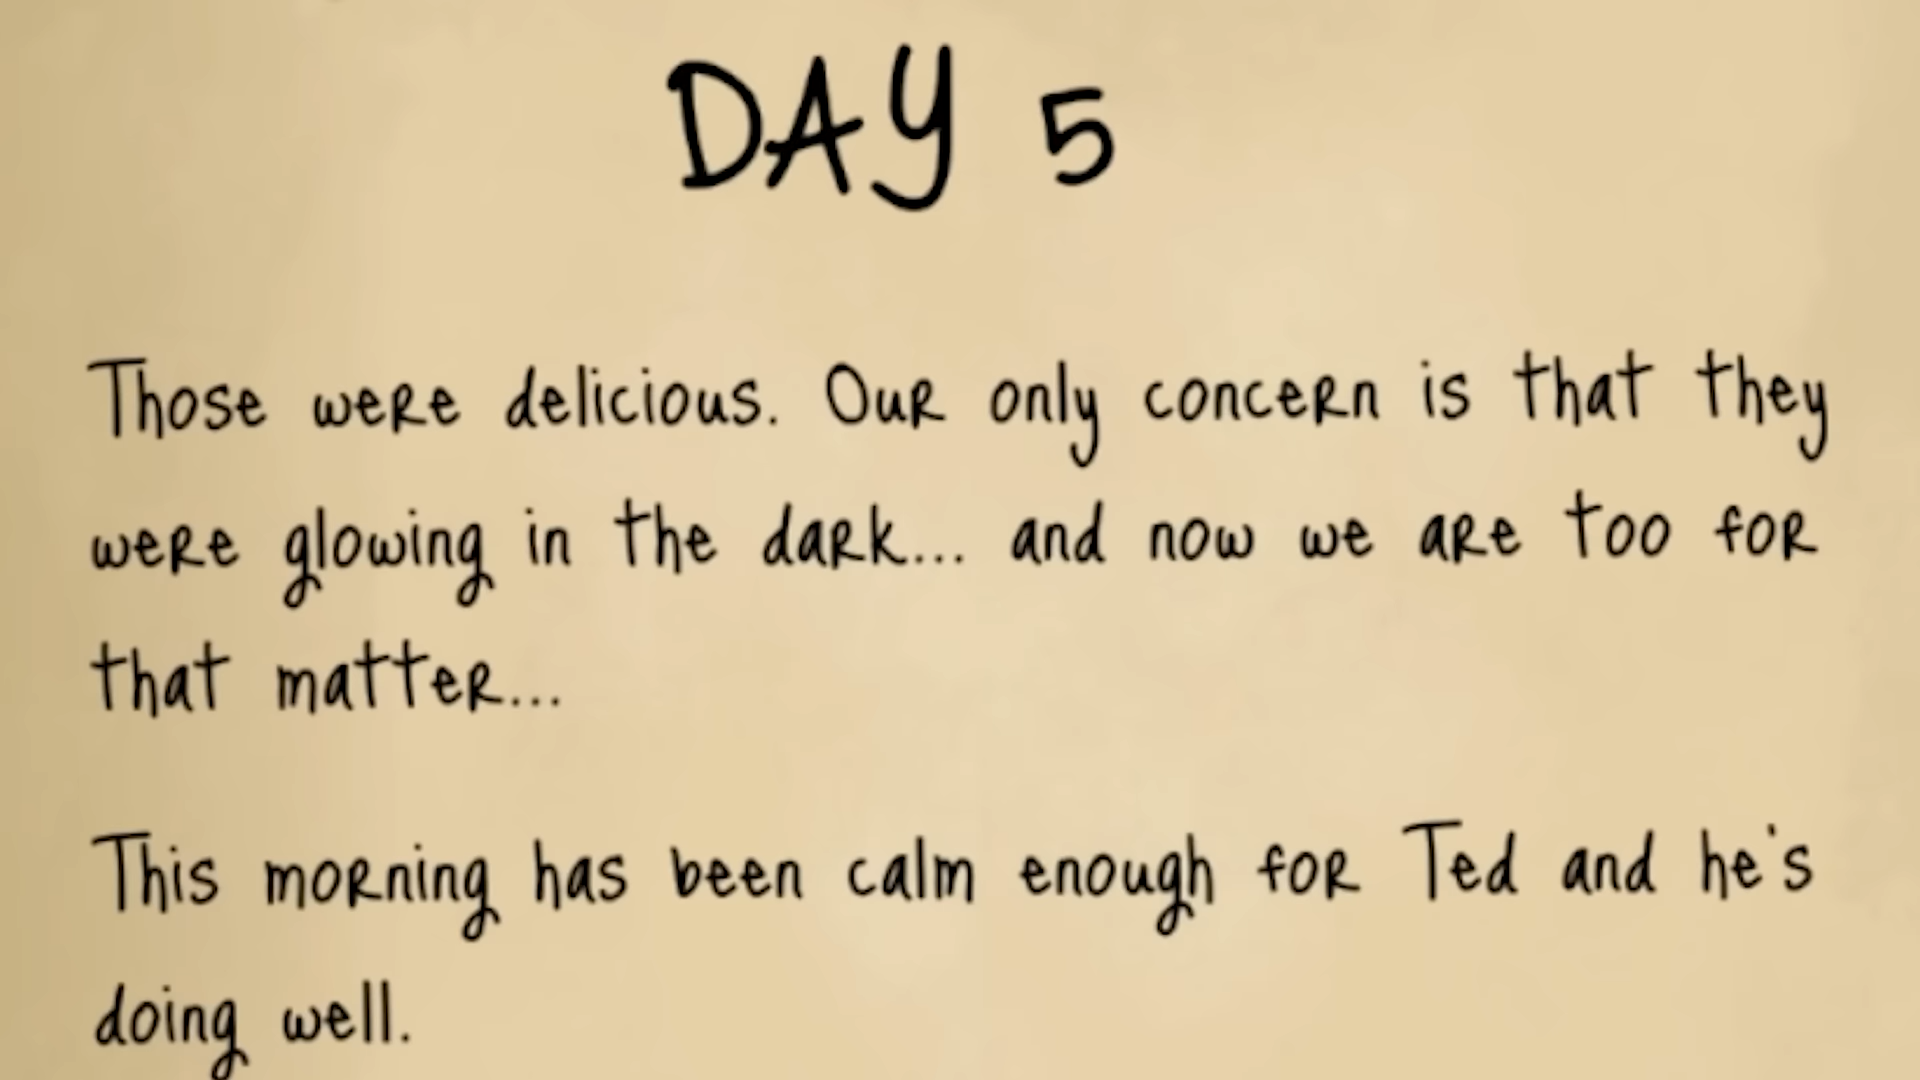 DAY 5
Those were delicious. Our only concern is that they
were glowing in the dark... and now we are too for
that matter...
This morning has been calm enough for Ted and he's
doing well.